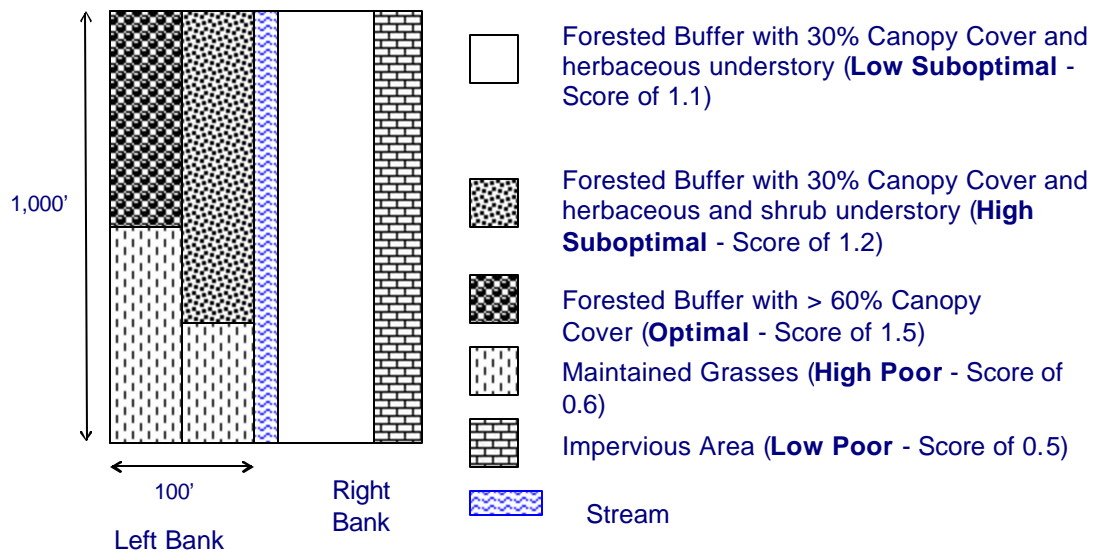 1,000’
100’
Left Bank
Right
Bank
Forested Buffer with 30% Canopy Cover and
herbaceous understory (Low Suboptimal -
Score of 1.1)
Forested Buffer with 30% Canopy Cover and
herbaceous and shrub understory (High
Suboptimal - Score of 1.2)
Forested Buffer with > 60% Canopy
Cover (Optimal - Score of 1.5)
Maintained Grasses (High Poor - Score of
0.6)
Impervious Area (Low Poor - Score of 0.5)
Stream